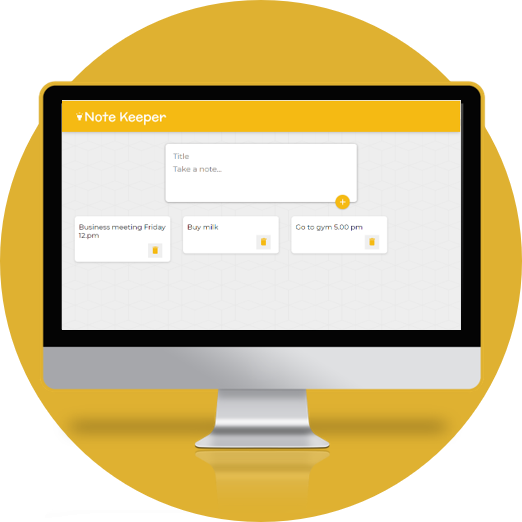 Note Keeper
Title
Take a note...
Business meeting Friday
12.pm
Buy milk
Go to gym 5.00 pm